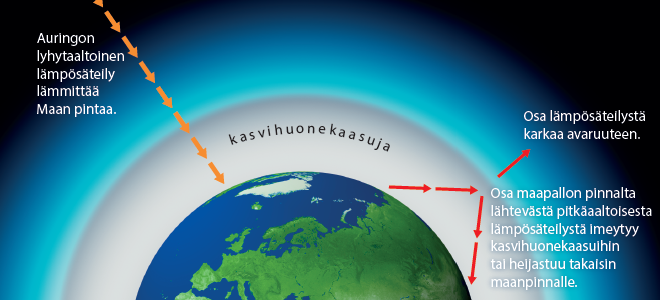 Auringon
lyhytaaltoinen
lämpösäteily
lämmittää
Maan pintaa.
kasvihuonekaasuja
Osa lämpösäteilystä
karkaa avaruuteen.
Osa maapallon pinnalta
lähtevästä pitkäaaltoisesta
lämpösäteilystä imeytyy
kasvihuonekaasuihin
tai heijastuu takaisin
maanpinnalle.